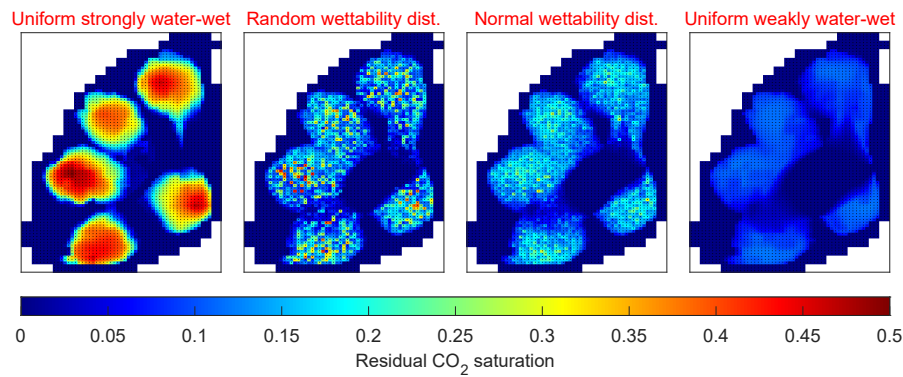 Uniform strongly water-wet Random wettability dist. Normal wettability dist. Uniform weakly water-wet
0 0.05 0.1 0.15 0.2 0.25 0.3 0.35 0.4 0.45 0.5
Residual CO2 saturation